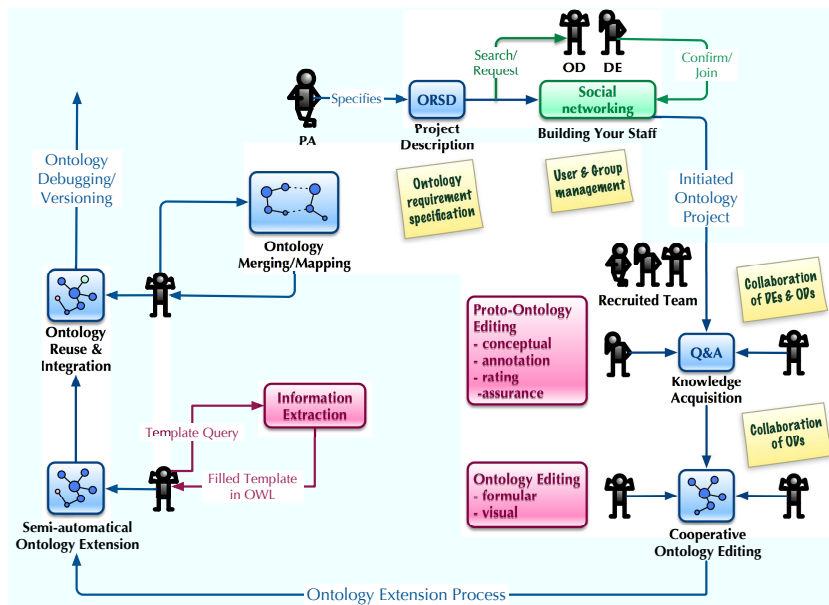 Search/
Request
OD
DE
Confirm/
Join
Specifies
ORSD
Social
networking
PA
Project
Description
Building Your Staff
Ontology
Debugging/
Versioning
Ontology
requirement
specification
User & Group
management
Initiated
Ontology
Project
Ontology
Merging/Mapping
Recruited Team
Collaboration
of DEs & ODs
Ontology
Reuse &
Integration
Proto-Ontology
Editing
- conceptual
- annotation
- rating
-assurance
Q&A
Knowledge
Acquisition
Information
Extraction
Template Query
Collaboration
of ODs
Filled Template
in OWL
Ontology Editing
- formular
- visual
Semi-automatical
Ontology Extension
Cooperative
Ontology Editing
Ontology Extension Process